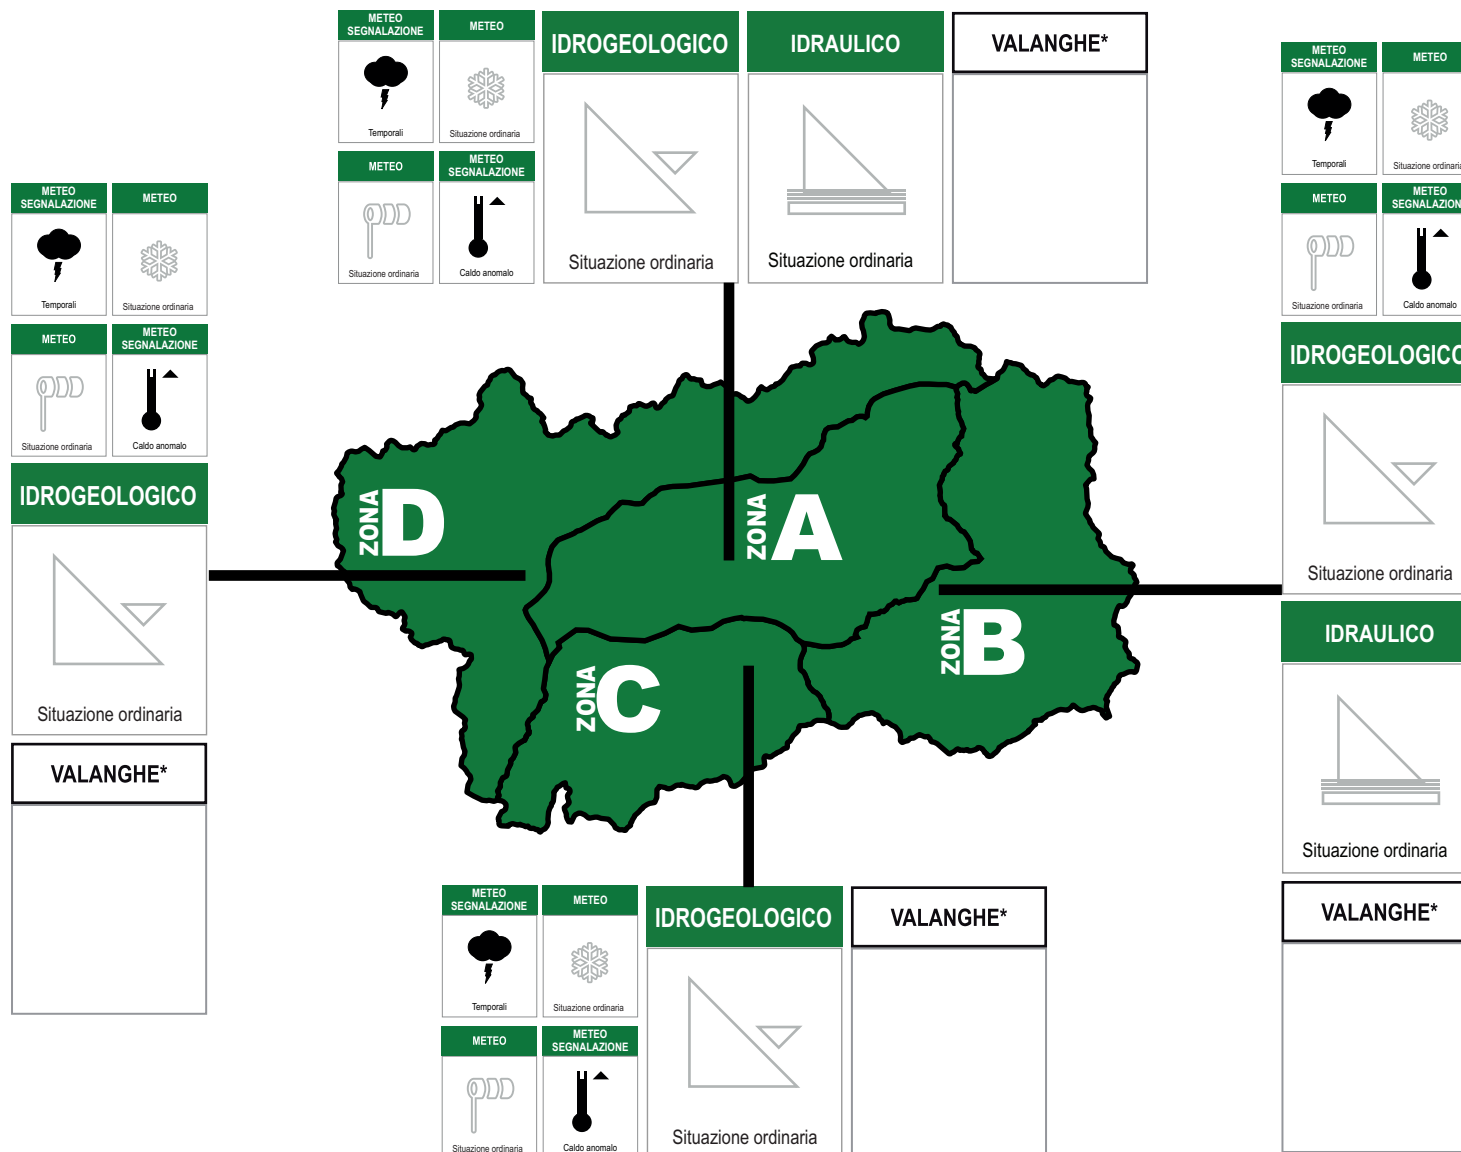 METEO
SEGNALAZIONE
METEO
Temporali
Situazione ordinaria
METEO
METEO
SEGNALAZIONE
Situazione ordinaria
Caldo anomalo
IDROGEOLOGICO
Situazione ordinaria
IDRAULICO
Situazione ordinaria
VALANGHE*
METEO
SEGNALAZIONE
METEO
Temporali
Situazione ordinaria
METEO
METEO
SEGNALAZIONE
Situazione ordinaria
Caldo anomalo
IDROGEOLOGICO
Situazione ordinaria
VALANGHE*
ZONA D
ZONA A
ZONA B
ZONA C
METEO
SEGNALAZIONE
METEO
Temporali
Situazione ordinaria
METEO
METEO
SEGNALAZION
Situazione ordinaria
Caldo anomalo
IDROGEOLOGICO
Situazione ordinaria
IDRAULICO
Situazione ordinaria
VALANGHE*
METEO
SEGNALAZIONE
METEO
Temporali
Situazione ordinaria
METEO
METEO
SEGNALAZIONE
Situazione ordinaria
Caldo anomalo
IDROGEOLOGICO
Situazione ordinaria
VALANGHE*